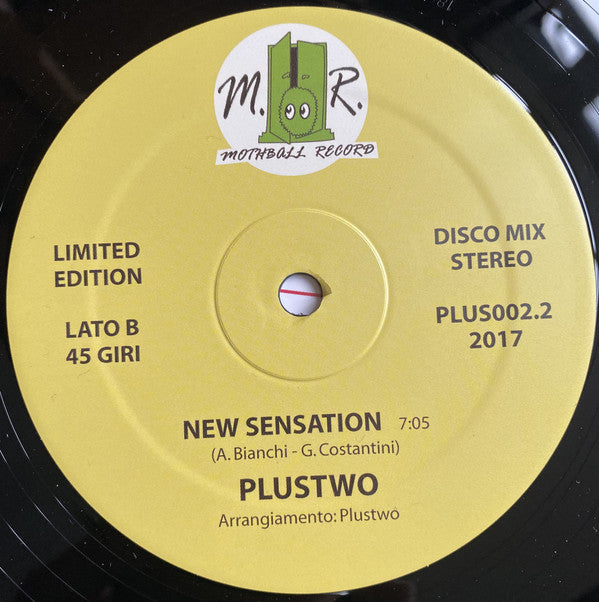 M. R.
MOTHBALL RECORD
LIMITED
EDITION
LATO B
45 GIRI
DISCO MIX
STEREO
PLUS002.2
2017
NEW SENSATION 7:05
(A. Bianchi - G. Costantini)
PLUSTWO
Arrangiamento: Plustwo